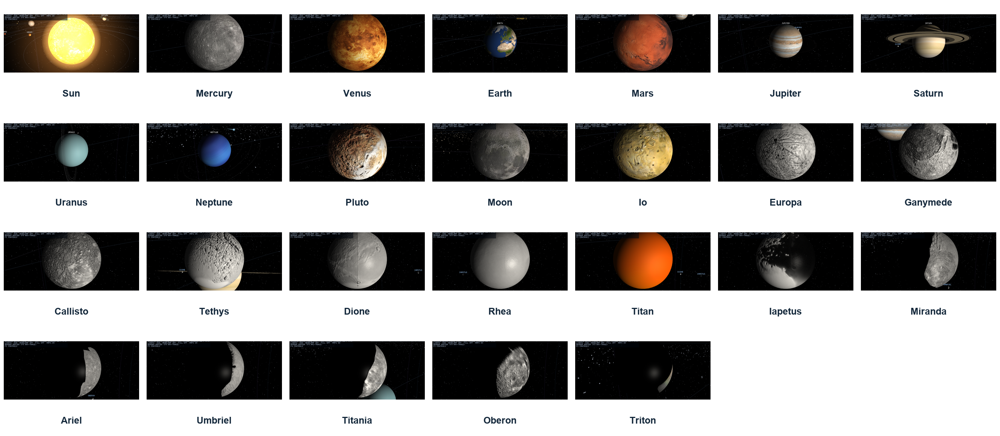 LIGHTS SUN HEADLAMP OFF FILL OFF MAPS ON
RENDER RASTER (F9 RAY-TRACE)
F1 CONTROLS
SATURN
VENUS
Sun
LIGHTS SUN HEADLAMP OFF FILL OFF MAPS ON
RENDER RASTER (F9 RAY-TRACE)
F1 CONTROLS
Mercury
LIGHTS SUN HEADLAMP OFF FILL OFF MAPS ON
RENDER RASTER (F9 RAY-TRACE)
F1 CONTROLS
Venus
LIGHTS SUN HEADLAMP OFF FILL OFF MAPS ON
RENDER RASTER (F9 RAY-TRACE)
F1 CONTROLS
VOYAGER 2
EARTH
Earth
LIGHTS SUN HEADLAMP OFF FILL OFF MAPS ON
RENDER RASTER (F9 RAY-TRACE)
F1 CONTROLS
Mars
LIGHTS SUN HEADLAMP OFF FILL OFF MAPS ON
RENDER RASTER (F9 RAY-TRACE)
F1 CONTROLS
JUPITER
EUROPA
Jupiter
LIGHTS SUN HEADLAMP OFF FILL OFF MAPS ON
RENDER RASTER (F9 RAY-TRACE)
F1 CONTROLS
SATURN
DIONE
Saturn
LIGHTS SUN HEADLAMP OFF FILL OFF MAPS ON
RENDER RASTER (F9 RAY-TRACE)
F1 CONTROLS
URANUS
Uranus
LIGHTS SUN HEADLAMP OFF FILL OFF MAPS ON
RENDER RASTER (F9 RAY-TRACE)
F1 CONTROLS
NEPTUNE
Neptune
LIGHTS SUN HEADLAMP OFF FILL OFF MAPS ON
RENDER RASTER (F9 RAY-TRACE)
F1 CONTROLS
Pluto
LIGHTS SUN HEADLAMP OFF FILL OFF MAPS ON
RENDER RASTER (F9 RAY-TRACE)
F1 CONTROLS
Moon
LIGHTS SUN HEADLAMP OFF FILL OFF MAPS ON
RENDER RASTER (F9 RAY-TRACE)
F1 CONTROLS
Io
LIGHTS SUN HEADLAMP OFF FILL OFF MAPS ON
RENDER RASTER (F9 RAY-TRACE)
F1 CONTROLS
Europa
LIGHTS SUN HEADLAMP OFF FILL OFF MAPS ON
RENDER RASTER (F9 RAY-TRACE)
F1 CONTROLS
Ganymede
LIGHTS SUN HEADLAMP OFF FILL OFF MAPS ON
RENDER RASTER (F9 RAY-TRACE)
F1 CONTROLS
Callisto
LIGHTS SUN HEADLAMP OFF FILL OFF MAPS ON
RENDER RASTER (F9 RAY-TRACE)
F1 CONTROLS
DIONE
Tethys
LIGHTS SUN HEADLAMP OFF FILL OFF MAPS ON
RENDER RASTER (F9 RAY-TRACE)
F1 CONTROLS
IAPETUS
Dione
LIGHTS SUN HEADLAMP OFF FILL OFF MAPS ON
RENDER RASTER (F9 RAY-TRACE)
F1 CONTROLS
IAPETUS
Rhea
LIGHTS SUN HEADLAMP OFF FILL OFF MAPS ON
RENDER RASTER (F9 RAY-TRACE)
F1 CONTROLS
DIONE
IAPETUS
Titan
LIGHTS SUN HEADLAMP OFF FILL OFF MAPS ON
RENDER RASTER (F9 RAY-TRACE)
F1 CONTROLS
Iapetus
LIGHTS SUN HEADLAMP OFF FILL OFF MAPS ON
RENDER RASTER (F9 RAY-TRACE)
F1 CONTROLS
UMBRIEL
Miranda
LIGHTS SUN HEADLAMP OFF FILL OFF MAPS ON
RENDER RASTER (F9 RAY-TRACE)
F1 CONTROLS
OBERON
Ariel
LIGHTS SUN HEADLAMP OFF FILL OFF MAPS ON
RENDER RASTER (F9 RAY-TRACE)
F1 CONTROLS
Umbriel
LIGHTS SUN HEADLAMP OFF FILL OFF MAPS ON
RENDER RASTER (F9 RAY-TRACE)
F1 CONTROLS
Titania
LIGHTS SUN HEADLAMP OFF FILL OFF MAPS ON
RENDER RASTER (F9 RAY-TRACE)
F1 CONTROLS
Oberon
LIGHTS SUN HEADLAMP OFF FILL OFF MAPS ON
RENDER RASTER (F9 RAY-TRACE)
F1 CONTROLS
Triton